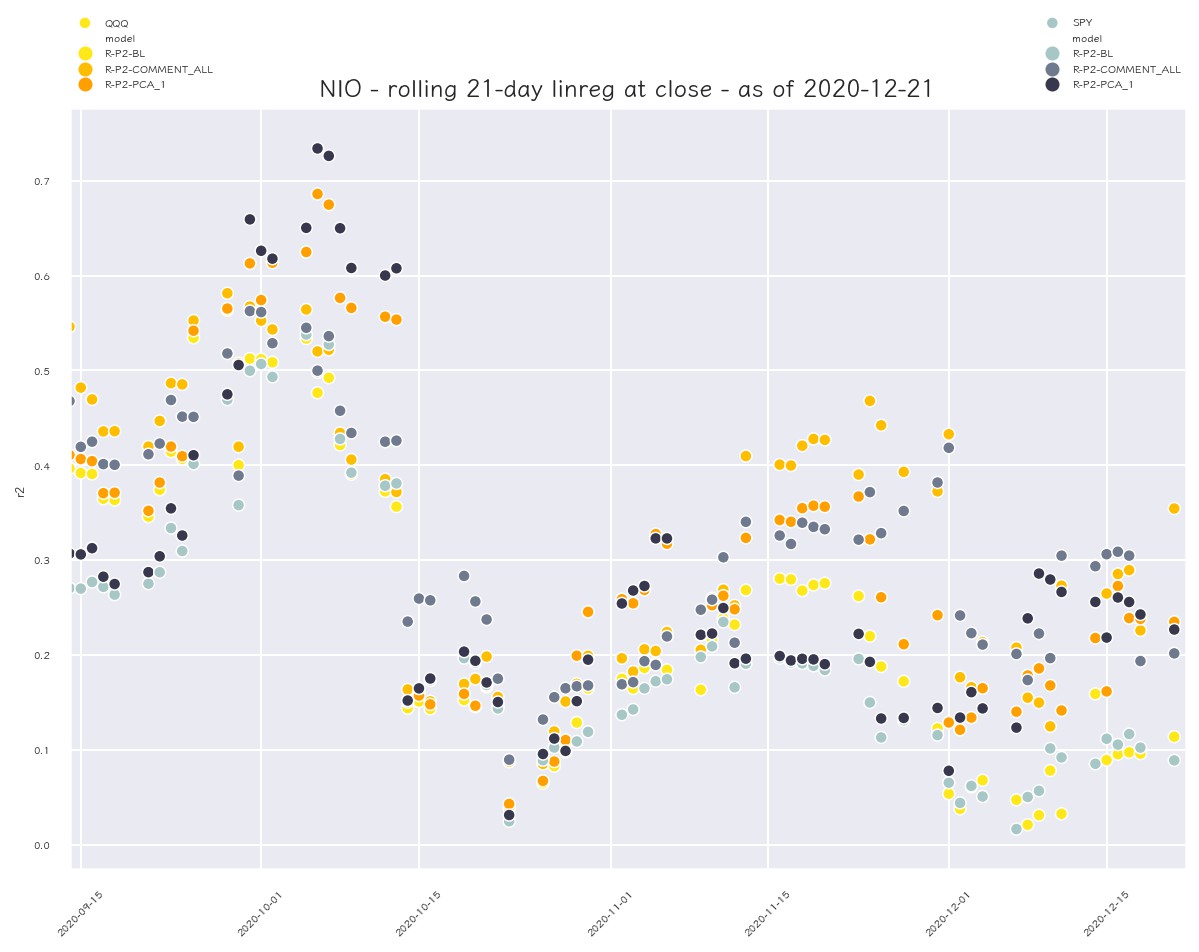 QQQ
model
R-P2-BL
R-P2-COMMENT_ALL
R-P2-PCA_1
SPY
model
R-P2-BL
R-P2-COMMENT_ALL
R-P2-PCA_1
NIO - rolling 21-day linreg at close - as of 2020-12-21
0.7
0.6
0.5
0.4
0.3
0.2
0.1
0.0
r2
2020-09-15
2020-10-01
2020-10-15
2020-11-01
2020-11-15
2020-12-01
2020-12-15